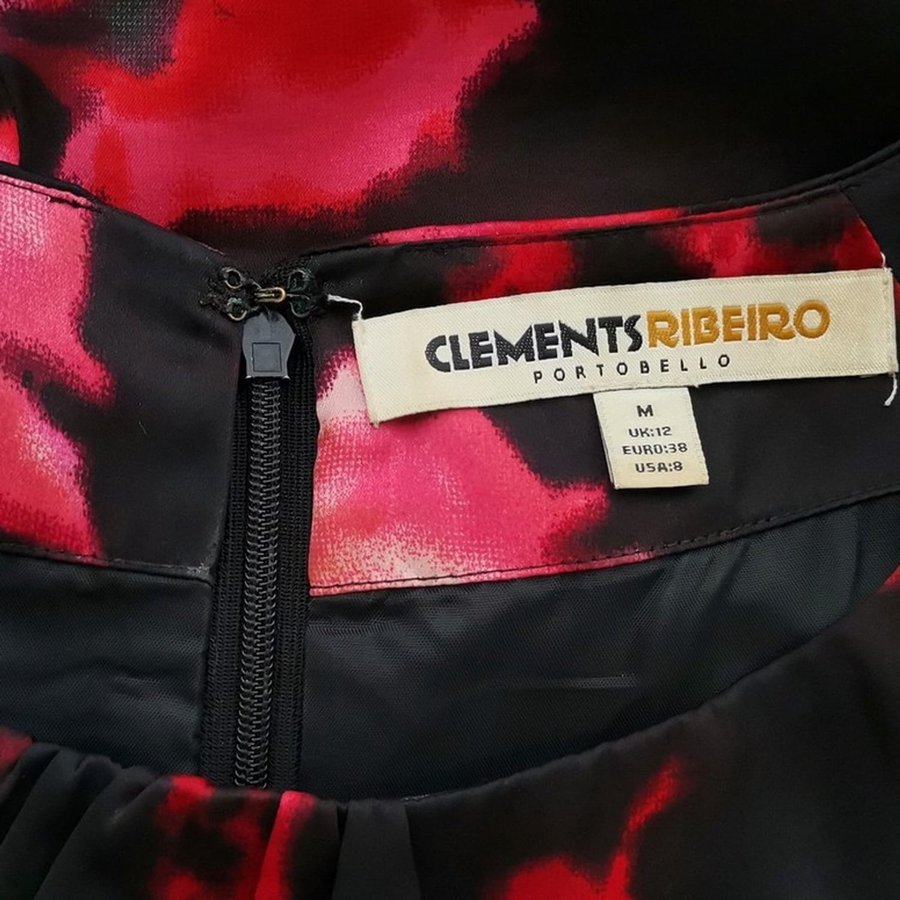 CLEMENTSRIBEIRO
PORTOBELLO
M
UK:12
EURO:38
USA:8